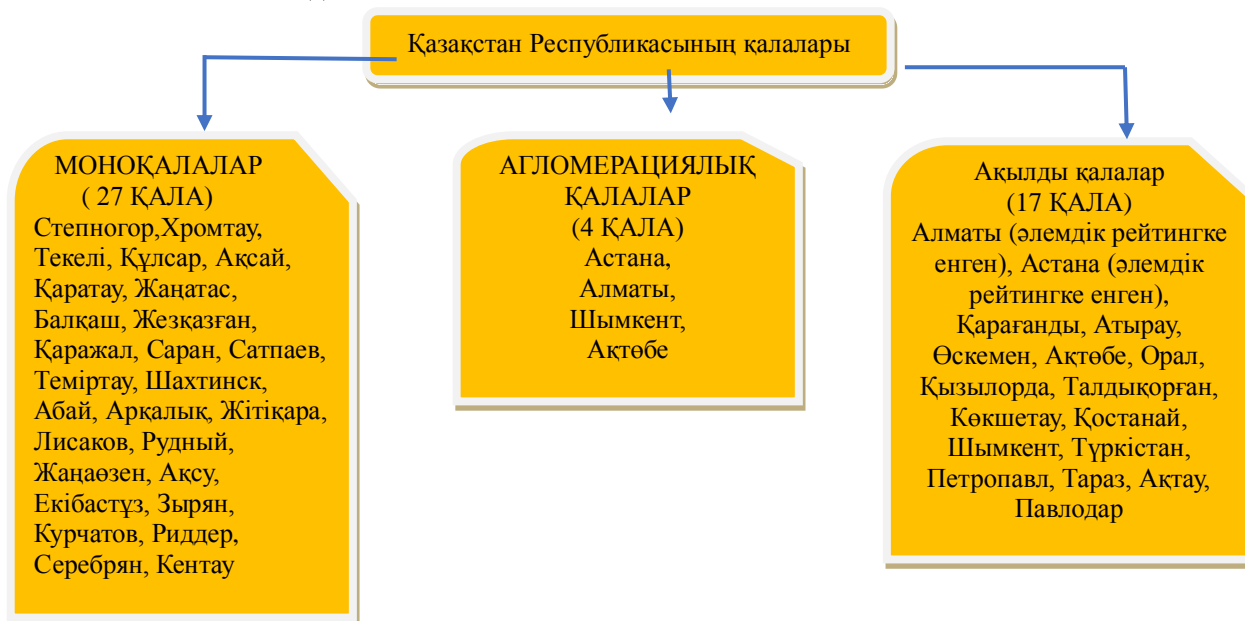 Қазақстан Республикасының қалалары
МОНОҚАЛАЛАР
( 27 ҚАЛА)
Степногор,Хромтау,
Текелі, Құлсар, Ақсай,
Қаратау, Жаңатас,
Балқаш, Жезқазған,
Қаражал, Саран, Сатпаев,
Теміртау, Шахтинск,
Абай, Арқалық, Жітіқара,
Лисаков, Рудный,
Жаңаөзен, Ақсу,
Екібастұз, Зырян,
Курчатов, Риддер,
Серебрян, Кентау
АГЛОМЕРАЦИЯЛЫҚ
ҚАЛАЛАР
(4 ҚАЛА)
Астана,
Алматы,
Шымкент,
Ақтөбе
Ақылды қалалар
(17 ҚАЛА)
Алматы (әлемдік рейтингке
енген), Астана (әлемдік
рейтингке енген),
Қарағанды, Атырау,
Өскемен, Ақтөбе, Орал,
Қызылорда, Талдықорған,
Көкшетау, Қостанай,
Шымкент, Түркістан,
Петропавл, Тараз, Ақтау,
Павлодар